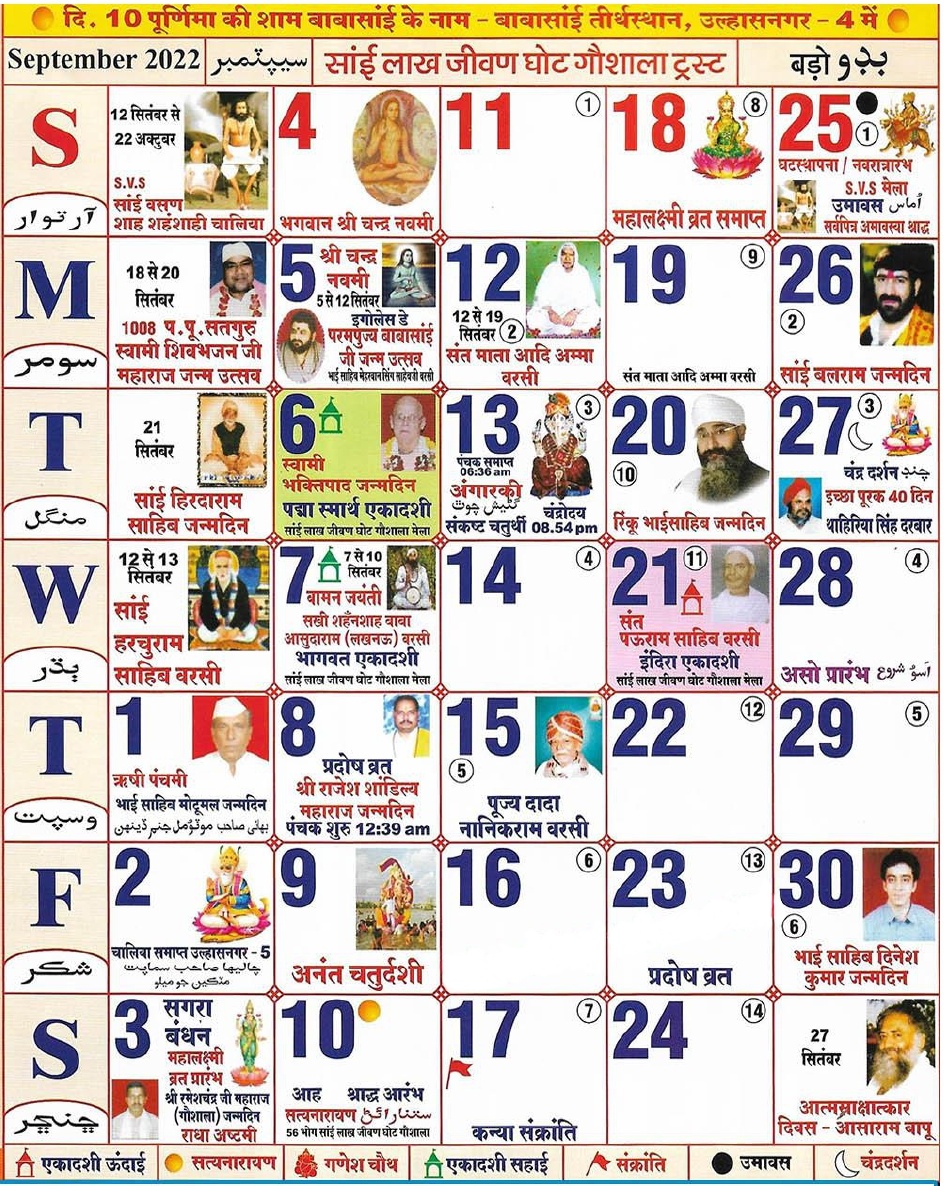 दि. 10 पूर्णिमा की शाम बाबासांई के नाम - बाबासांई तीर्थस्थान, उल्हासनगर - 4 में
September 2022 سيپٽمبر सांई लाख जीवण घोट गौशाला ट्रस्ट बड़ो بڊو
S
آرتوار
12 सितंबर से
22 अक्टुबर
S.V.S
सांई वसण
शाह शहंशाही चालिया
4
भगवान श्री चन्द्र नवमी
11 1
18 8
महालक्ष्मी व्रत समाप्त
25 1
घटस्थापना / नवरात्रारंभ
S.V.S मेला
उमावस اُماس
सर्वपित्र अमावस्या श्राद्ध
M
سومر
18 से 20
सितंबर
1008 प.पू.सतगुरु
स्वामी शिवभजन जी
महाराज जन्म उत्सव
5 श्री चन्द्र
नवमी
5 से 12 सितंबर
इगोलेस डे
परमपुज्य बाबासांई
जी जन्म उत्सव
भाई साहिब मेहरवानसिंग साहेबजी वरसी
12
12 से 19
सितंबर 2
संत माता आदि अम्मा
वरसी
19 9
संत माता आदि अम्मा वरसी
26
2
सांई बलराम जन्मदिन
T
منگل
21
सितंबर
सांई हिरदाराम
साहिब जन्मदिन
6
स्वामी
भक्तिपाद जन्मदिन
पद्मा स्मार्थ एकादशी
सांई लाख जीवण घोट गौशाला मेला
13 3
पंचक समाप्त
06:36 am
अंगारकी
گڻيش چوٿ चंद्रोदय
संकष्ट चतुर्थी 08.54 pm
20
10
रिंकू भाईसाहिब जन्मदिन
27 3
चंद्र दर्शन چنڊ
इच्छा पूरक 40 दिन
थाहिरिया सिंह दरबार
W
ٻڌر
12 से 13
सितंबर
सांई
हरचुराम
साहिब वरसी
7 7 से 10
सितंबर
वामन जयंती
सखी शहँनशाह बाबा
आसुदाराम (लखनऊ) वरसी
भागवत एकादशी
सांई लाख जीवण घोट गौशाला मेला
14 4
21 11
संत
पऊराम साहिब वरसी
इंदिरा एकादशी
सांई लाख जीवण घोट गौशाला मेला
28 4
असो प्रारंभ اَسُو شروع
T
وسپت
1
ऋषी पंचमी
भाई साहिब मोटूमल जन्मदिन
ڀائي صاحب موٽومل جنم ڏينهن
8
प्रदोष व्रत
श्री राजेश शांडिल्य
महाराज जन्मदिन
पंचक शुरु 12:39 am
15
5
पूज्य दादा
नानिकराम वरसी
22 12
29 5
F
شڪر
2
चालिया समाप्त उल्हासनगर - 5
چاليها صاحب سماپت
9
अनंत चतुर्दशी
16 6
23 13
प्रदोष व्रत
30
6
भाई साहिब दिनेश
कुमार जन्मदिन
S
ڇنڇر
3 सगरा
बंधन
महालक्ष्मी
व्रत प्रारंभ
श्री रमेशचंद्र जी महाराज
(गौशाला) जन्मदिन
राधा अष्टमी
10
आह श्राद्ध आरंभ
सत्यनारायण ستنارائڻ
56 भोग सांई लाख जीवण घोट गौशाला
17 7
कन्या संक्रांति
24 14
27
सितंबर
आत्मसाक्षात्कार
दिवस - आसाराम बापू
एकादशी ऊंदाई सत्यनारायण गणेश चौथ एकादशी सहाई संक्रांति उमावस चंद्रदर्शन